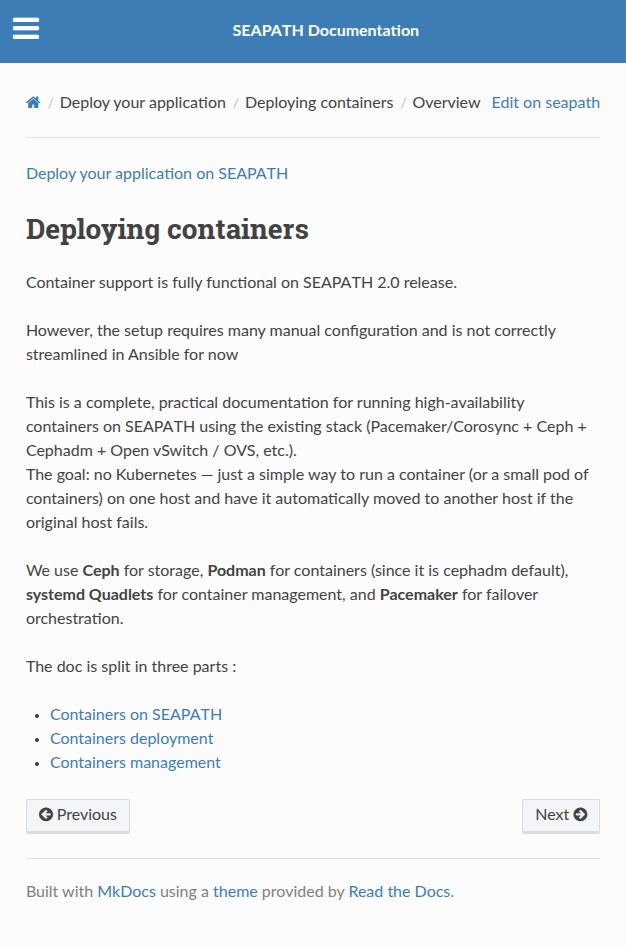 SEAPATH Documentation
/ Deploy your application / Deploying containers / Overview Edit on seapath
Deploy your application on SEAPATH
Deploying containers
Container support is fully functional on SEAPATH 2.0 release.
However, the setup requires many manual configuration and is not correctly
streamlined in Ansible for now
This is a complete, practical documentation for running high-availability
containers on SEAPATH using the existing stack (Pacemaker/Corosync + Ceph +
Cephadm + Open vSwitch / OVS, etc.).
The goal: no Kubernetes — just a simple way to run a container (or a small pod of
containers) on one host and have it automatically moved to another host if the
original host fails.
We use Ceph for storage, Podman for containers (since it is cephadm default),
systemd Quadlets for container management, and Pacemaker for failover
orchestration.
The doc is split in three parts :
• Containers on SEAPATH
• Containers deployment
• Containers management
Previous Next
Built with MkDocs using a theme provided by Read the Docs.